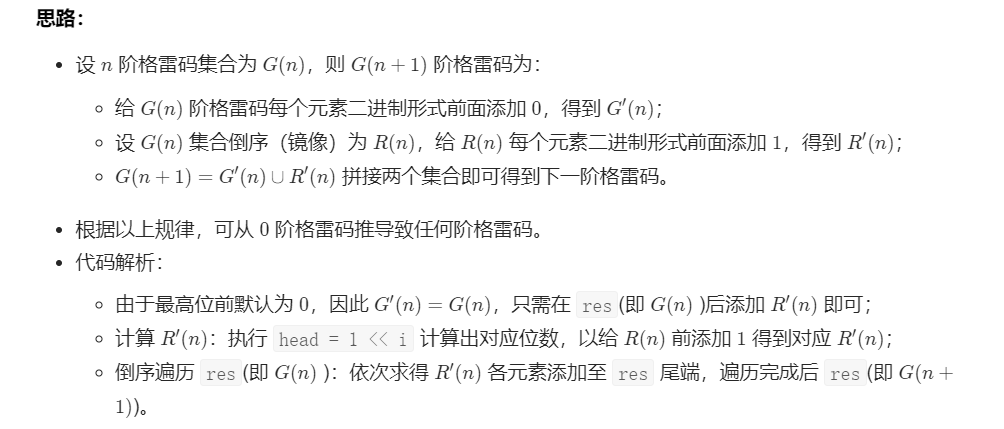 思路：
设 n 阶格雷码集合为 G(n)，则 G(n + 1) 阶格雷码为：
给 G(n) 阶格雷码每个元素二进制形式前面添加 0，得到 G′(n)；
设 G(n) 集合倒序（镜像）为 R(n)，给 R(n) 每个元素二进制形式前面添加 1，得到 R′(n)；
G(n + 1) = G′(n) ∪ R′(n) 拼接两个集合即可得到下一阶格雷码。
根据以上规律，可从 0 阶格雷码推导致任何阶格雷码。
代码解析：
由于最高位前默认为 0，因此 G′(n) = G(n)，只需在 res(即 G(n) )后添加 R′(n) 即可；
计算 R′(n)：执行 head = 1 << i 计算出对应位数，以给 R(n) 前添加 1 得到对应 R′(n)；
倒序遍历 res(即 G(n) )：依次求得 R′(n) 各元素添加至 res 尾端，遍历完成后 res(即 G(n +
1))。